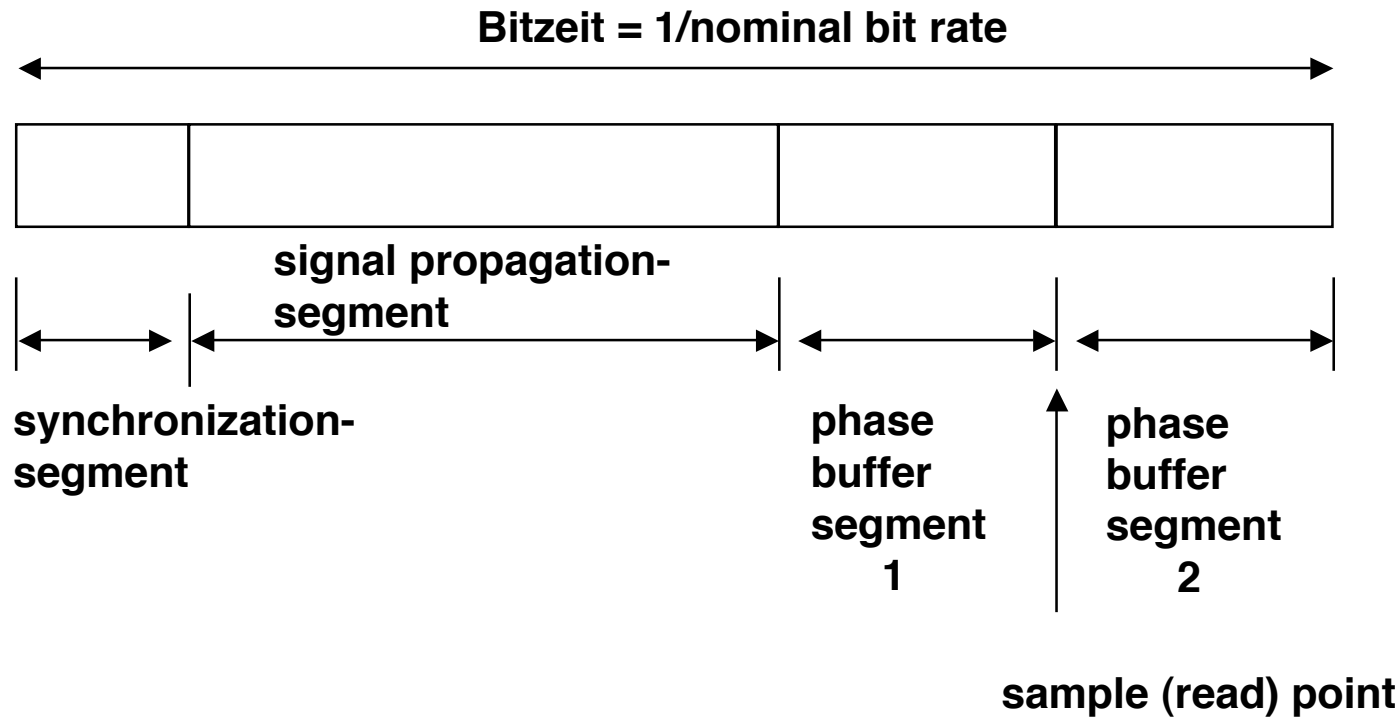 Bitzeit = 1/nominal bit rate
signal propagation-
segment
synchronization-
segment
phase
buffer
segment
1
phase
buffer
segment
2
sample (read) point